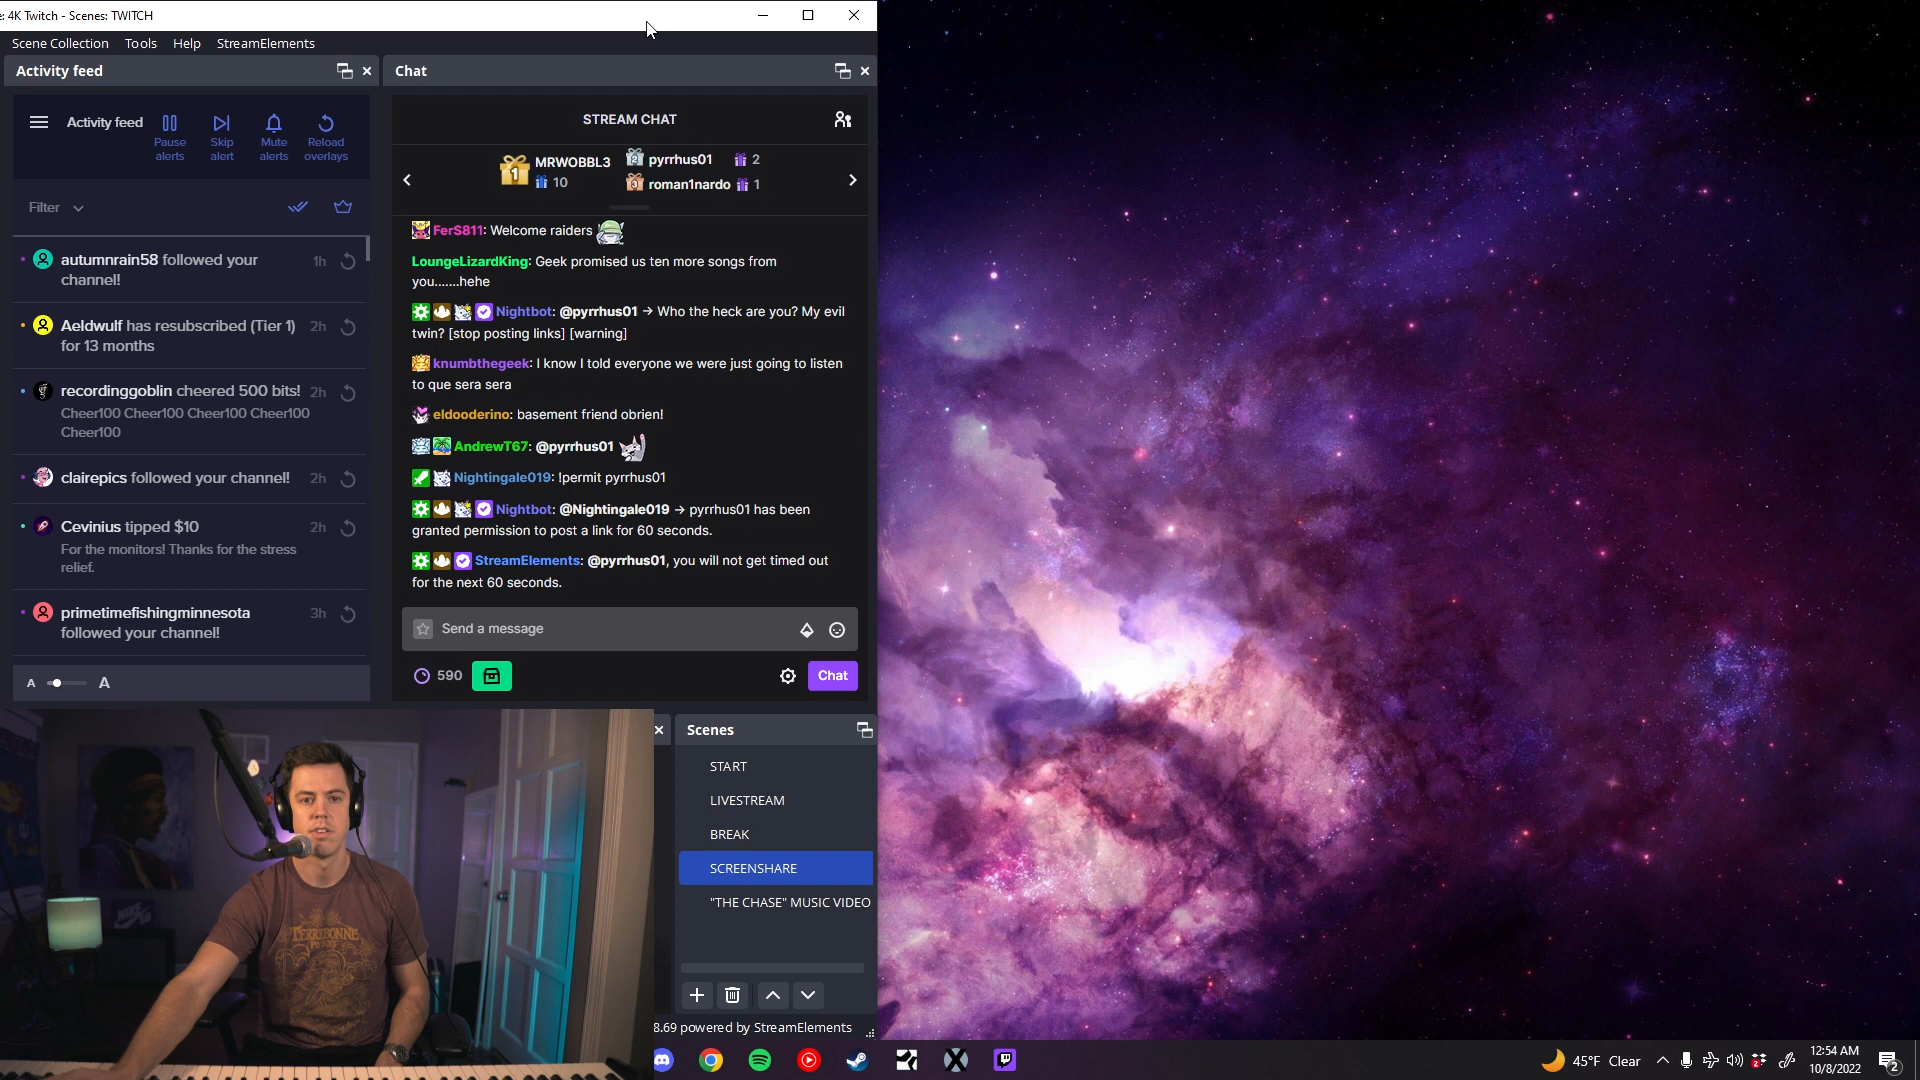 : 4K Twitch - Scenes: TWITCH
Scene Collection Tools Help StreamElements
Activity feed
Activity feed
Pause alerts
Skip alert
Mute alerts
Reload overlays
Filter
autumnrain58 followed your 1h
channel!
Aeldwulf has resubscribed (Tier 1) 2h
for 13 months
recordinggoblin cheered 500 bits! 2h
Cheer100 Cheer100 Cheer100 Cheer100
Cheer100
clairepics followed your channel! 2h
Cevinius tipped $10 2h
For the monitors! Thanks for the stress
relief.
primetimefishingminnesota 3h
followed your channel!
A A
Chat
STREAM CHAT
1 MRWOBBL3
10
2 pyrrhus01 2
3 roman1nardo 1
FerS811: Welcome raiders
LoungeLizardKing: Geek promised us ten more songs from
you.......hehe
Nightbot: @pyrrhus01 → Who the heck are you? My evil
twin? [stop posting links] [warning]
knumbthegeek: I know I told everyone we were just going to listen
to que sera sera
eldooderino: basement friend obrien!
AndrewT67: @pyrrhus01
Nightingale019: !permit pyrrhus01
Nightbot: @Nightingale019 → pyrrhus01 has been
granted permission to post a link for 60 seconds.
StreamElements: @pyrrhus01, you will not get timed out
for the next 60 seconds.
Send a message
590
Chat
Scenes
START
LIVESTREAM
BREAK
SCREENSHARE
"THE CHASE" MUSIC VIDEO
8.69 powered by StreamElements
TERREBONNE
NIKE
45°F Clear
2
12:54 AM
10/8/2022
2